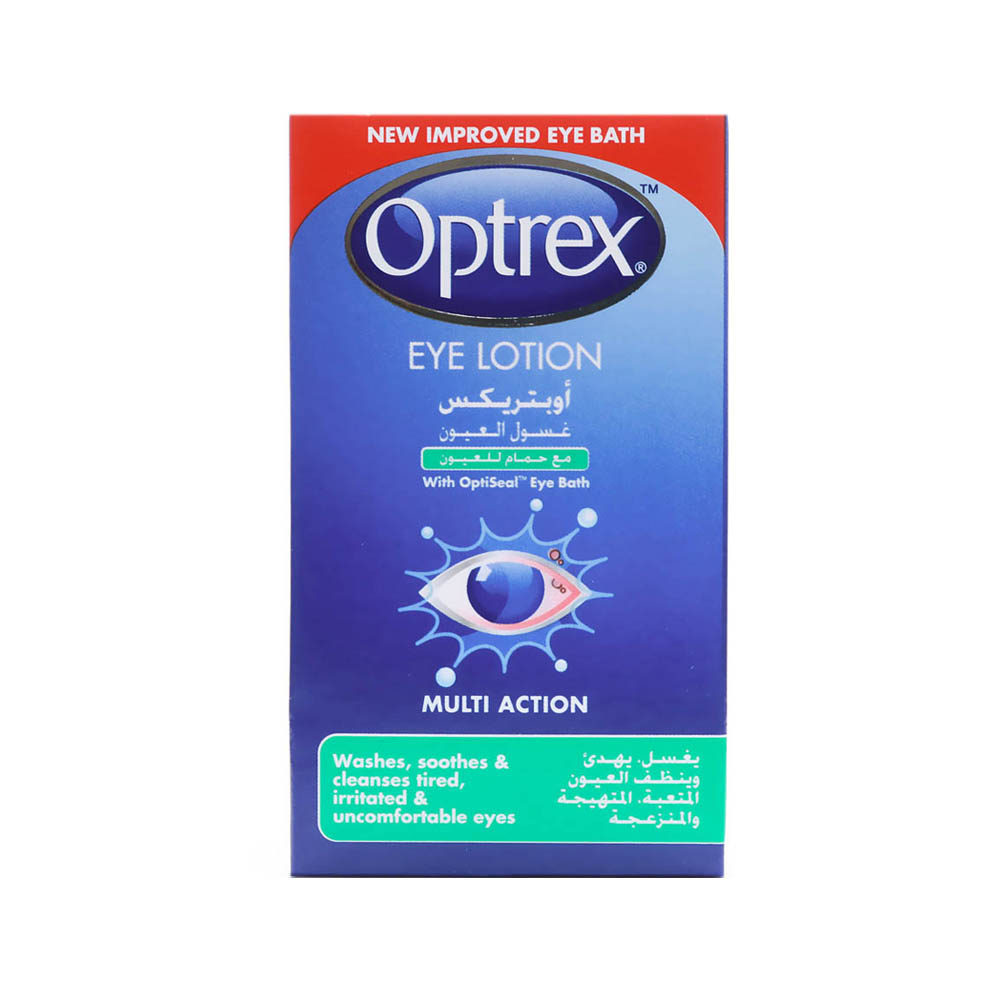 NEW IMPROVED EYE BATH
Optrex®™
EYE LOTION
أوبتريكس
غسول العيون
مع حمام للعيون
With OptiSeal™ Eye Bath
MULTI ACTION
Washes, soothes &
cleanses tired,
irritated &
uncomfortable eyes
يغسل، يهدئ
وينظف العيون
المتعبة، المتهيجة
والمنزعجة